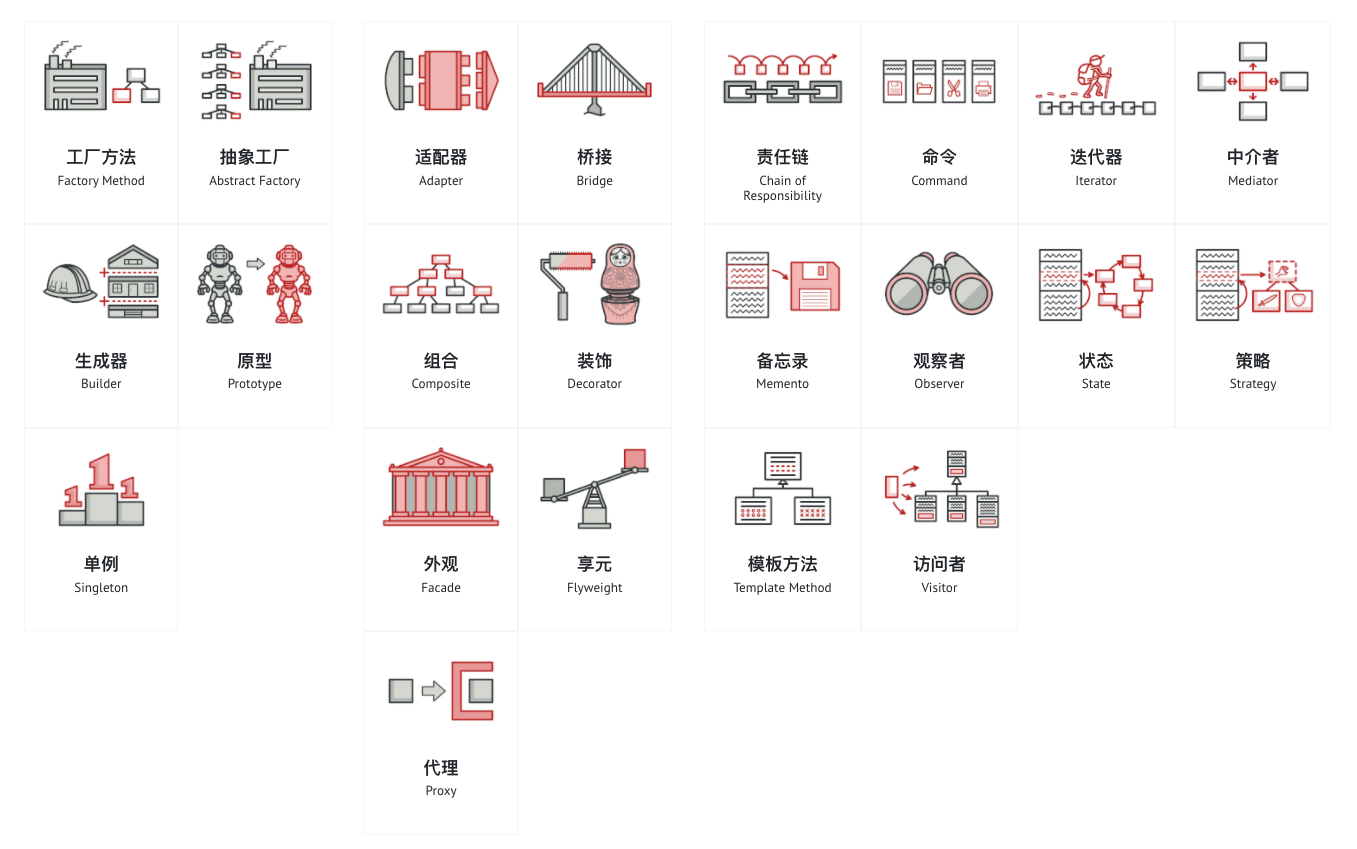 工厂方法
Factory Method
抽象工厂
Abstract Factory
生成器
Builder
原型
Prototype
1
1
1
单例
Singleton
适配器
Adapter
桥接
Bridge
组合
Composite
装饰
Decorator
外观
Facade
享元
Flyweight
代理
Proxy
责任链
Chain of
Responsibility
命令
Command
迭代器
Iterator
中介者
Mediator
备忘录
Memento
观察者
Observer
状态
State
策略
Strategy
模板方法
Template Method
访问者
Visitor